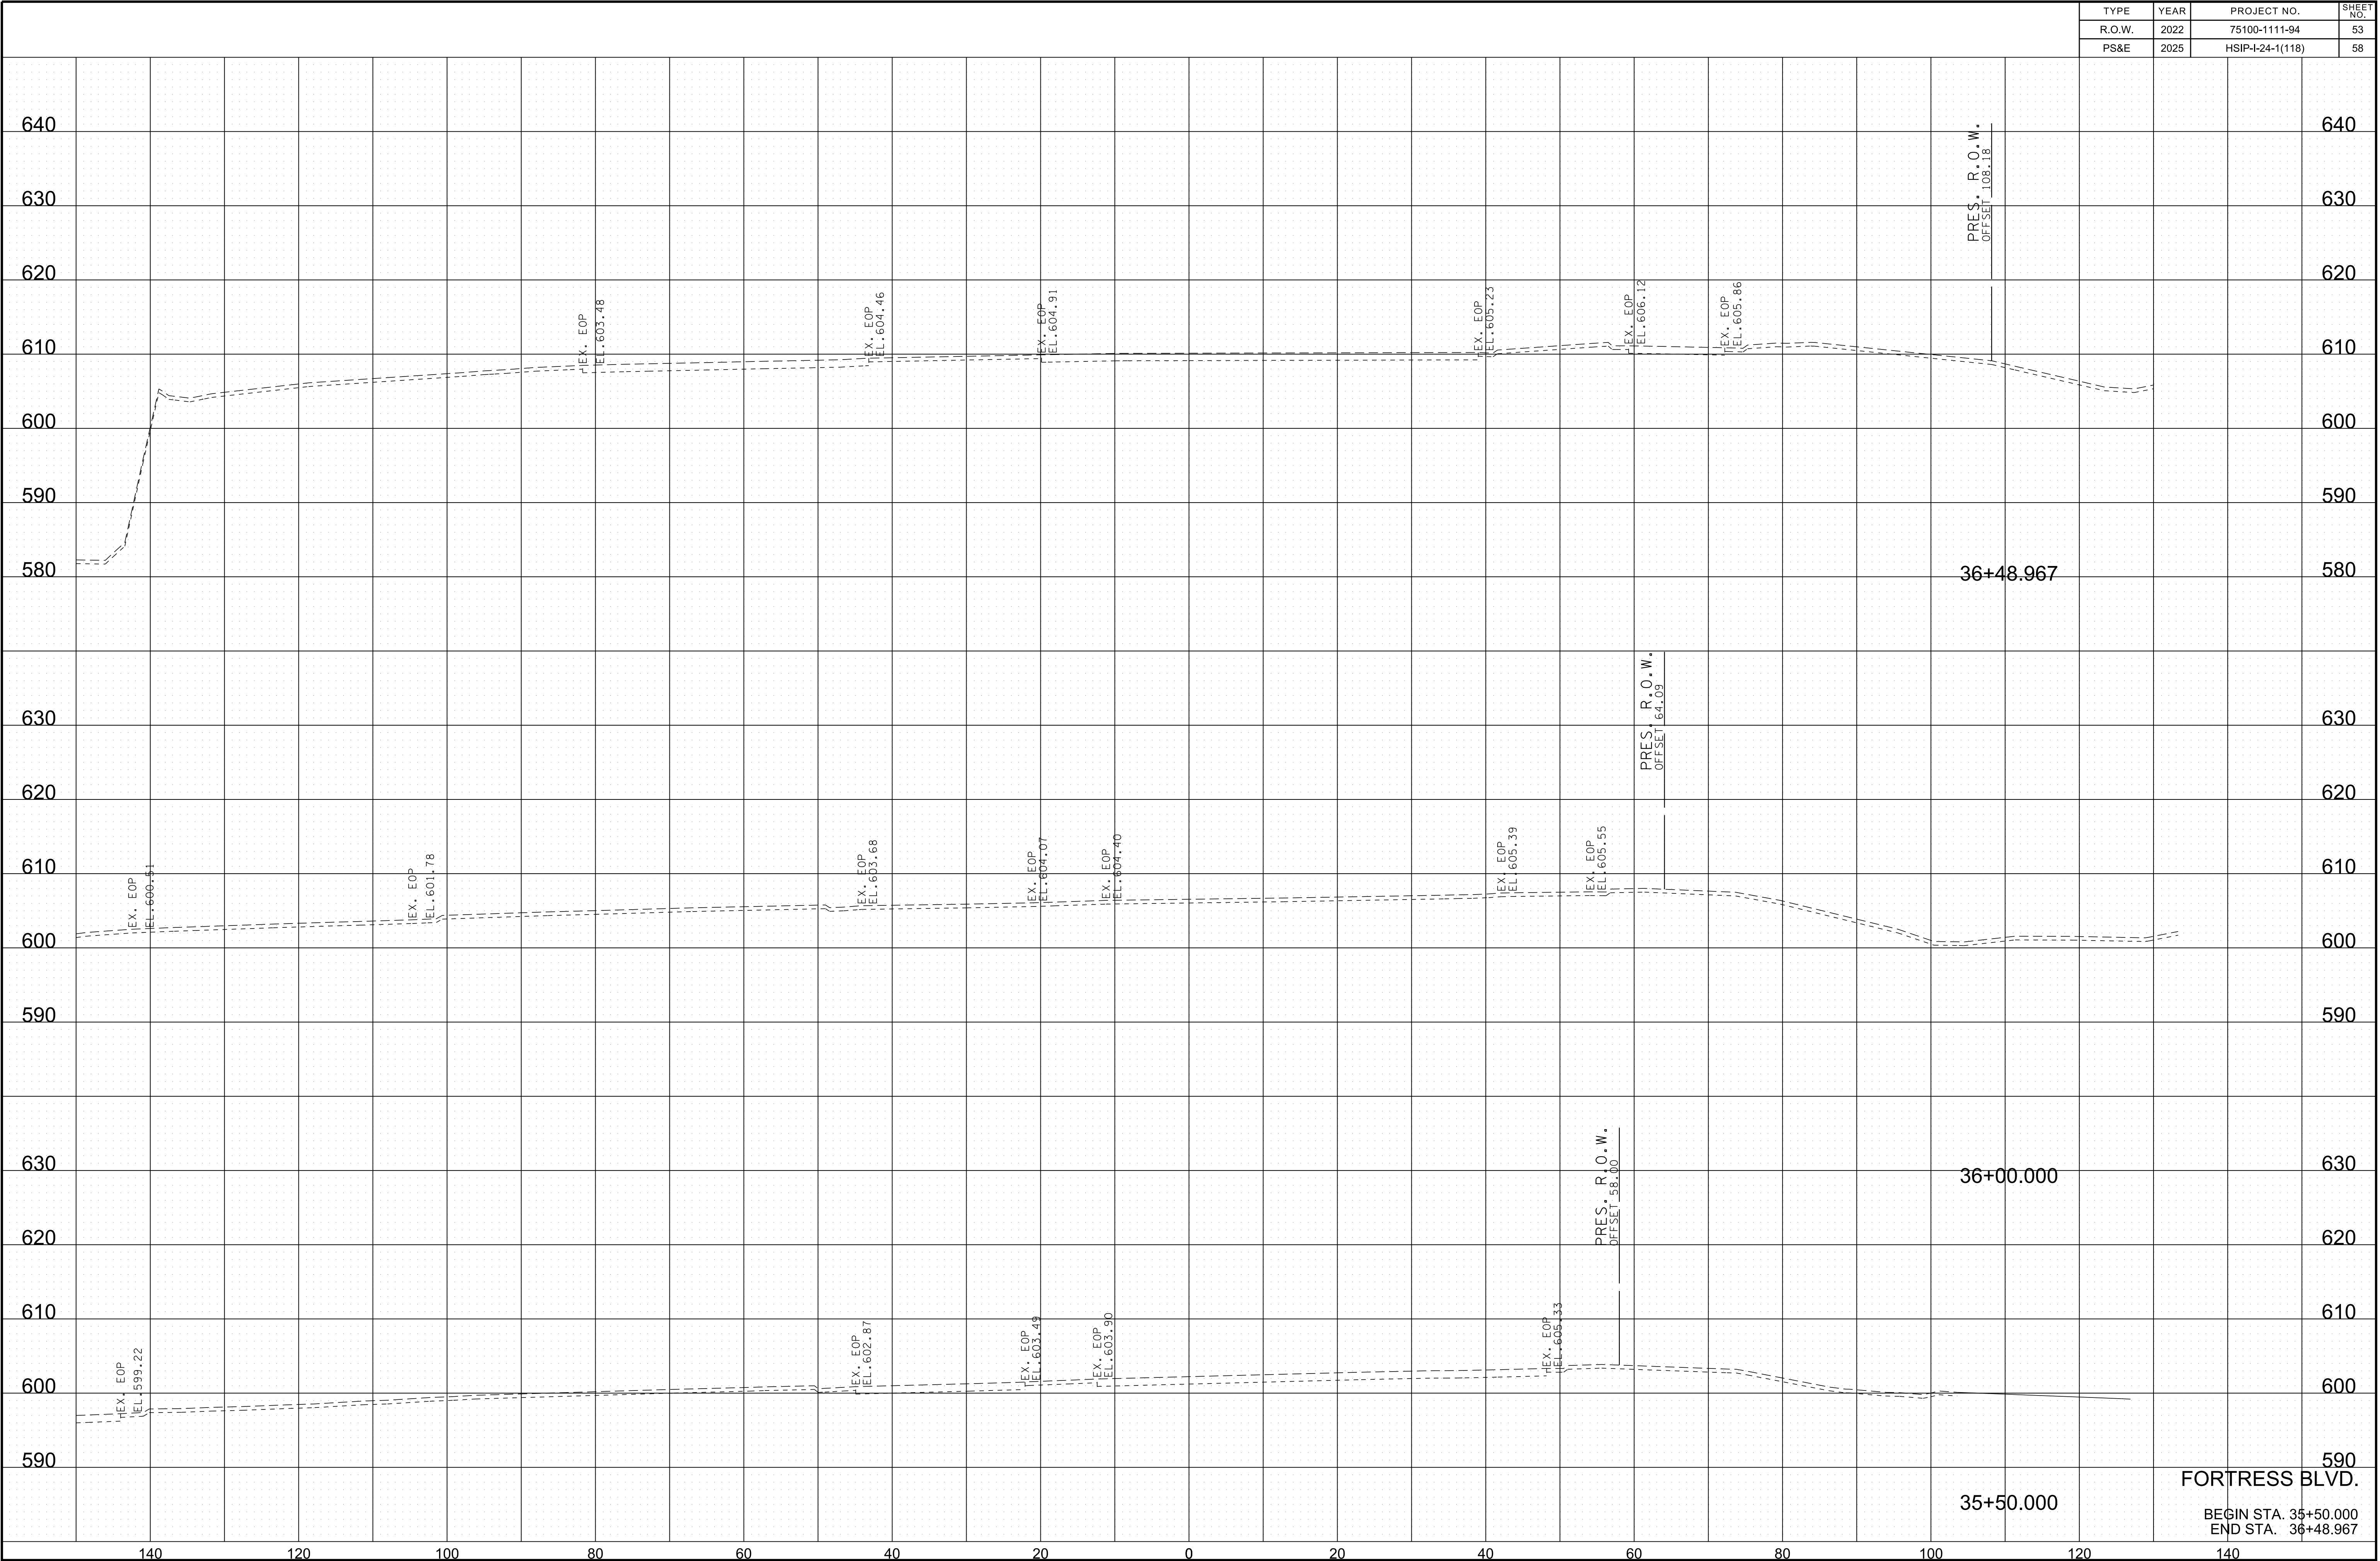 TYPE YEAR PROJECT NO. SHEET NO.
R.O.W. 2022 75100-1111-94 53
PS&E 2025 HSIP-I-24-1(118) 58
640 640
PRES. R.O.W.
OFFSET 108.18
630 630
620 620
EX. EOP
EL.603.48
EX. EOP
EL.604.46
EX. EOP
EL.604.91
EX. EOP
EL.605.23
EX. EOP
EL.606.12
EX. EOP
EL.605.86
610 610
600 600
590 590
580 580
36+48.967
PRES. R.O.W.
OFFSET 64.09
630 630
620 620
EX. EOP
EL.600.51
EX. EOP
EL.601.78
EX. EOP
EL.603.68
EX. EOP
EL.604.07
EX. EOP
EL.604.40
EX. EOP
EL.605.39
EX. EOP
EL.605.55
610 610
600 600
590 590
PRES. R.O.W.
OFFSET 58.00
630 630
36+00.000
620 620
610 610
EX. EOP
EL.599.22
EX. EOP
EL.602.87
EX. EOP
EL.603.49
EX. EOP
EL.603.90
EX. EOP
EL.605.33
600 600
590 590
FORTRESS BLVD.
35+50.000
BEGIN STA. 35+50.000
END STA. 36+48.967
140 120 100 80 60 40 20 0 20 40 60 80 100 120 140